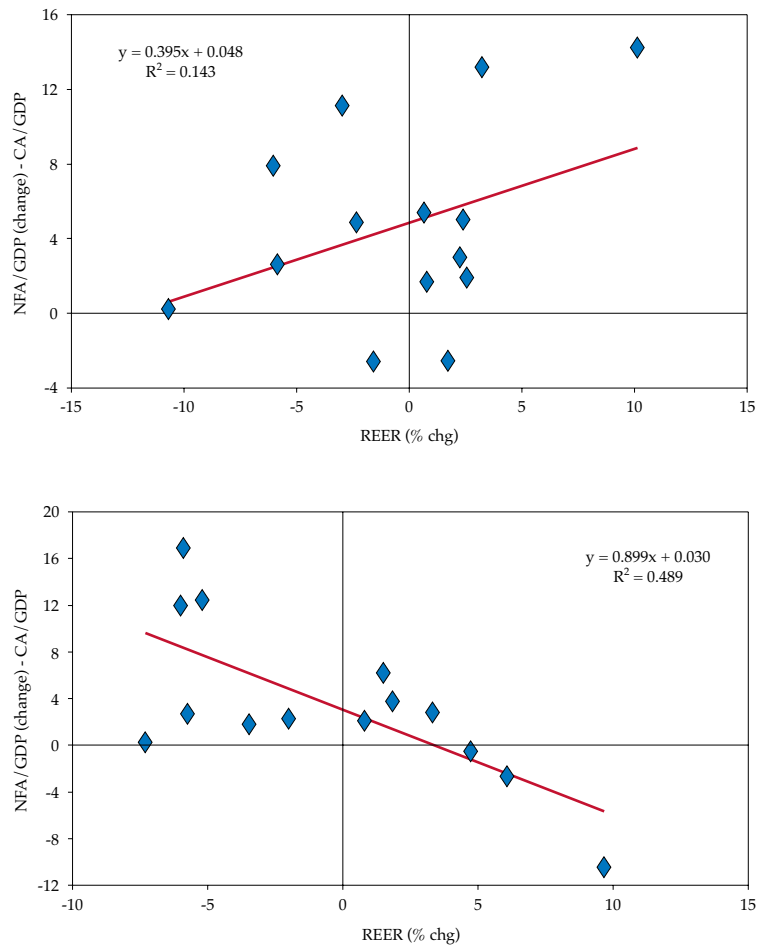 16
y = 0.395x + 0.048
R² = 0.143
12
8
4
0
-4
NFA/GDP (change) - CA/GDP
-15 -10 -5 0 5 10 15
REER (% chg)
20
16
y = 0.899x + 0.030
R² = 0.489
12
8
4
0
-4
-8
-12
NFA/GDP (change) - CA/GDP
-10 -5 0 5 10 15
REER (% chg)